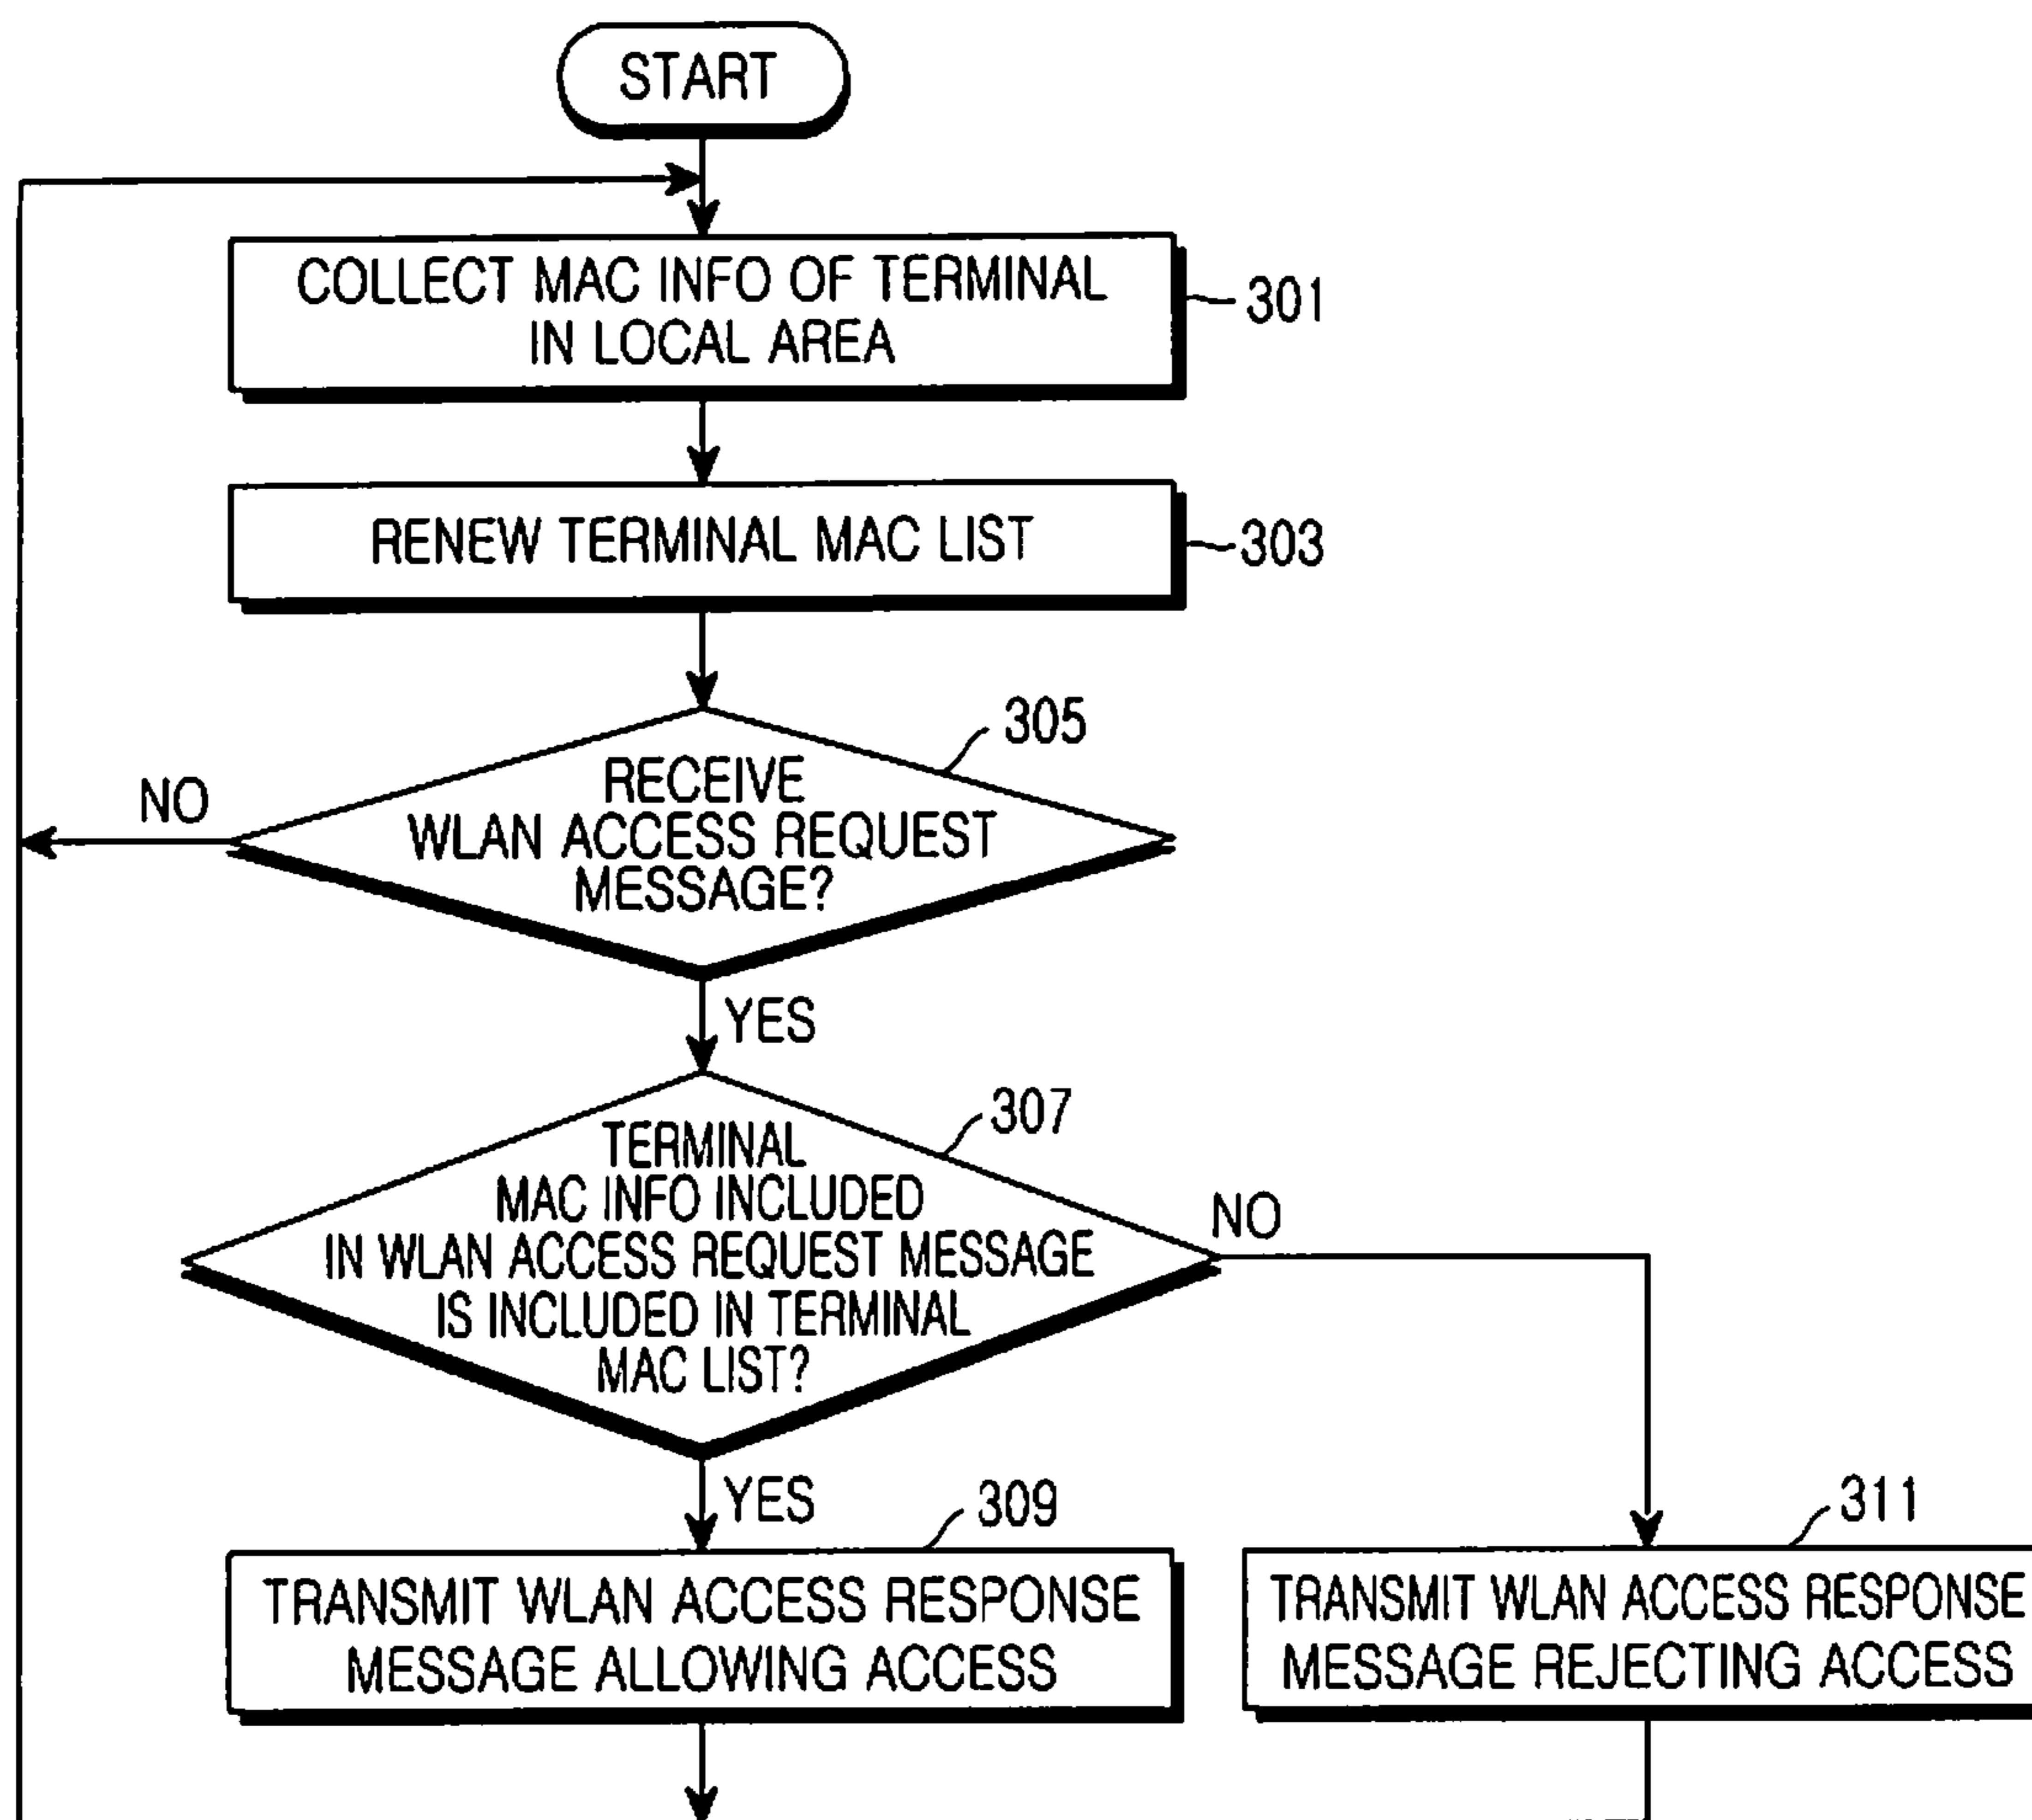 START
COLLECT MAC INFO OF TERMINAL
IN LOCAL AREA
301
RENEW TERMINAL MAC LIST
303
305
RECEIVE
WLAN ACCESS REQUEST
MESSAGE?
NO
YES
307
TERMINAL
MAC INFO INCLUDED
IN WLAN ACCESS REQUEST MESSAGE
IS INCLUDED IN TERMINAL
MAC LIST?
NO
YES
309
TRANSMIT WLAN ACCESS RESPONSE
MESSAGE ALLOWING ACCESS
311
TRANSMIT WLAN ACCESS RESPONSE
MESSAGE REJECTING ACCESS